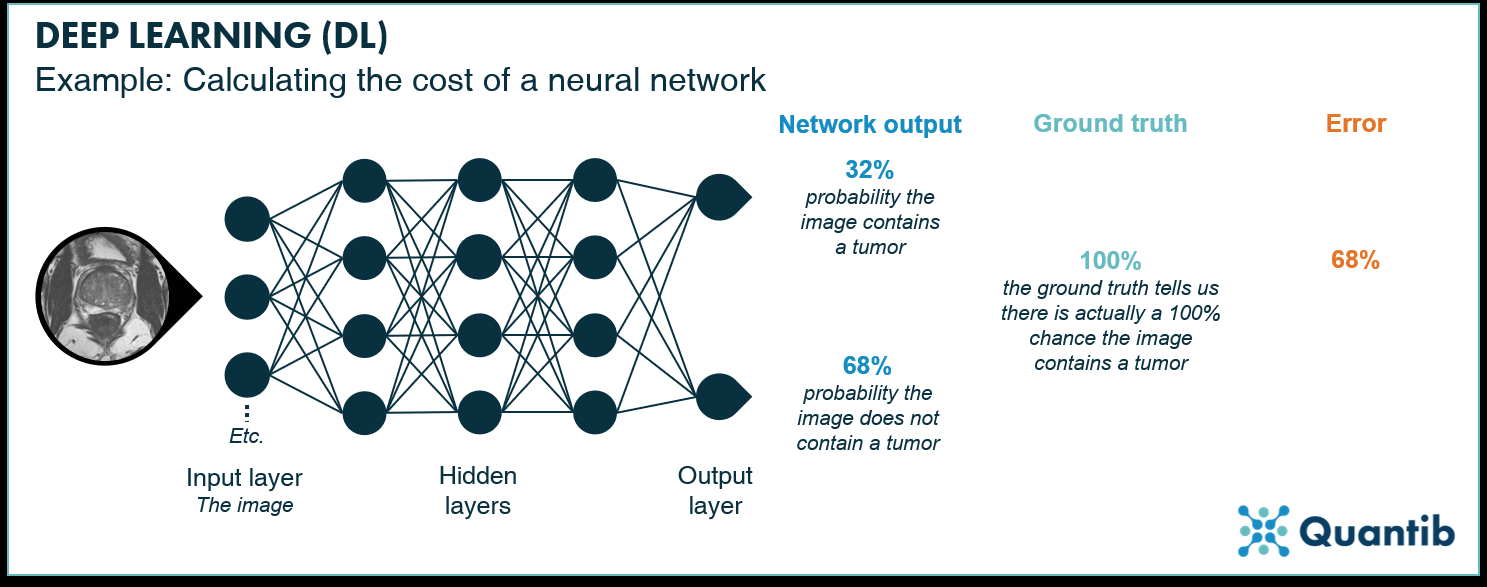 DEEP LEARNING (DL)
Example: Calculating the cost of a neural network
Network output
Ground truth
Error
32%
probability the
image contains
a tumor
100%
the ground truth tells us
there is actually a 100%
chance the image
contains a tumor
68%
68%
probability the
image does not
contain a tumor
Etc.
Input layer
The image
Hidden
layers
Output
layer
Quantib